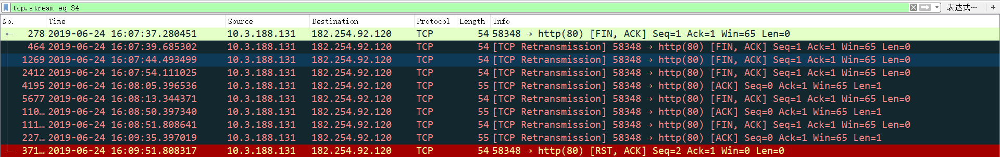 tcp.stream eq 34 表达式… +
No. Time Source Destination Protocol Length Info
278 2019-06-24 16:07:37.280451 10.3.188.131 182.254.92.120 TCP 54 58348 → http(80) [FIN, ACK] Seq=1 Ack=1 Win=65 Len=0
464 2019-06-24 16:07:39.685302 10.3.188.131 182.254.92.120 TCP 54 [TCP Retransmission] 58348 → http(80) [FIN, ACK] Seq=1 Ack=1 Win=65 Len=0
1269 2019-06-24 16:07:44.493499 10.3.188.131 182.254.92.120 TCP 54 [TCP Retransmission] 58348 → http(80) [FIN, ACK] Seq=1 Ack=1 Win=65 Len=0
2412 2019-06-24 16:07:54.111025 10.3.188.131 182.254.92.120 TCP 54 [TCP Retransmission] 58348 → http(80) [FIN, ACK] Seq=1 Ack=1 Win=65 Len=0
4195 2019-06-24 16:08:05.396536 10.3.188.131 182.254.92.120 TCP 55 [TCP Retransmission] 58348 → http(80) [ACK] Seq=0 Ack=1 Win=65 Len=1
5677 2019-06-24 16:08:13.344371 10.3.188.131 182.254.92.120 TCP 54 [TCP Retransmission] 58348 → http(80) [FIN, ACK] Seq=1 Ack=1 Win=65 Len=0
110… 2019-06-24 16:08:50.397340 10.3.188.131 182.254.92.120 TCP 55 [TCP Retransmission] 58348 → http(80) [ACK] Seq=0 Ack=1 Win=65 Len=1
111… 2019-06-24 16:08:51.808641 10.3.188.131 182.254.92.120 TCP 54 [TCP Retransmission] 58348 → http(80) [FIN, ACK] Seq=1 Ack=1 Win=65 Len=0
227… 2019-06-24 16:09:35.397019 10.3.188.131 182.254.92.120 TCP 55 [TCP Retransmission] 58348 → http(80) [ACK] Seq=0 Ack=1 Win=65 Len=1
371… 2019-06-24 16:09:51.808317 10.3.188.131 182.254.92.120 TCP 54 58348 → http(80) [RST, ACK] Seq=2 Ack=1 Win=0 Len=0